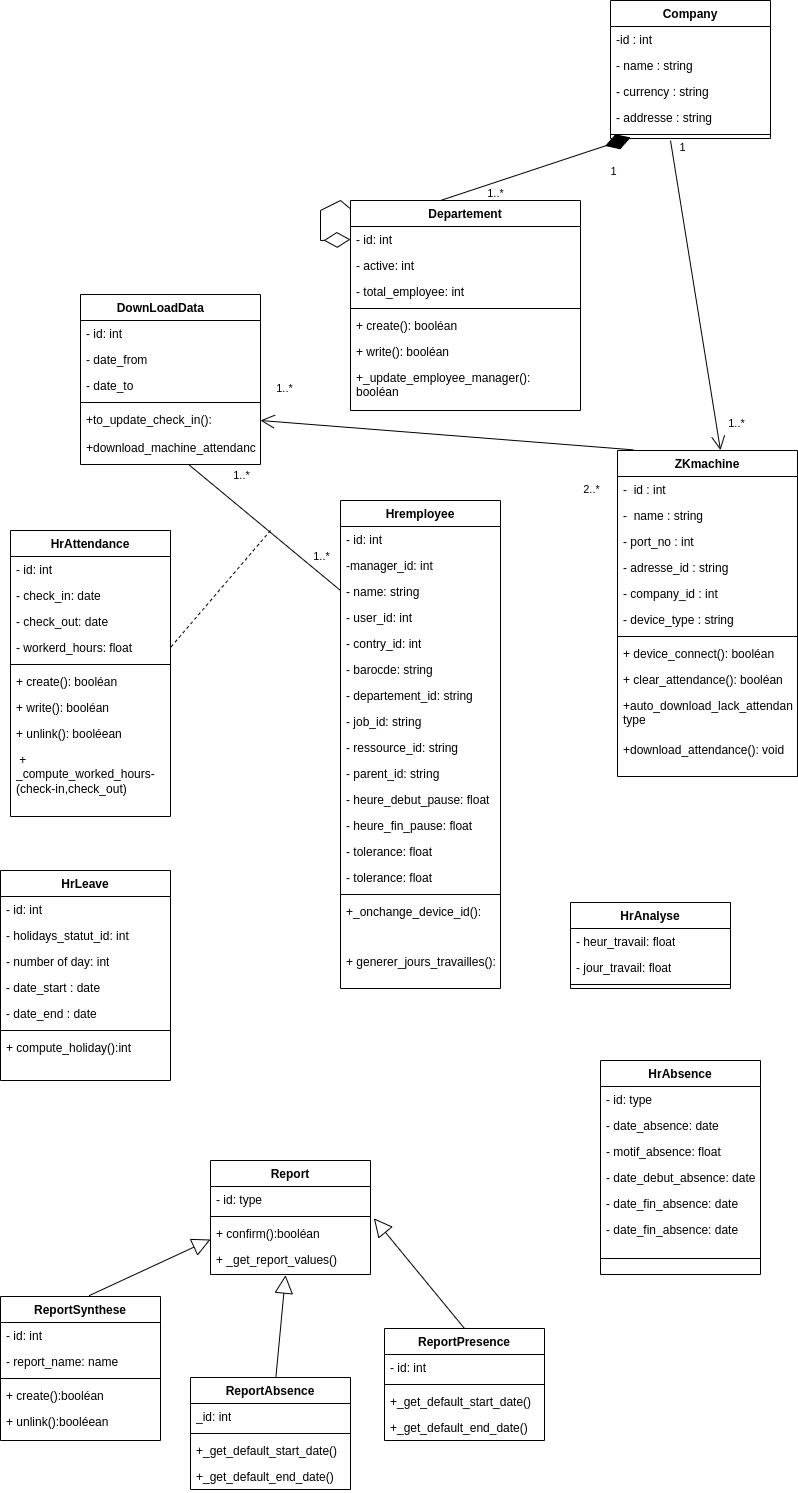 Company
-id : int
- name : string
- currency : string
- addresse : string
1
1
1..*
Departement
- id: int
- active: int
- total_employee: int
+ create(): booléan
+ write(): booléan
+_update_employee_manager():
booléan
DownLoadData
- id: int
- date_from
- date_to
+to_update_check_in():
+download_machine_attendanc
1..*
1..*
2..*
1..*
1..*
ZKmachine
-  id : int
-  name : string
- port_no : int
- adresse_id : string
- company_id : int
- device_type : string
+ device_connect(): booléan
+ clear_attendance(): booléan
+auto_download_lack_attendan
type
+download_attendance(): void
Hremployee
- id: int
-manager_id: int
- name: string
- user_id: int
- contry_id: int
- barocde: string
- departement_id: string
- job_id: string
- ressource_id: string
- parent_id: string
- heure_debut_pause: float
- heure_fin_pause: float
- tolerance: float
- tolerance: float
+_onchange_device_id():
+ generer_jours_travailles():
HrAttendance
- id: int
- check_in: date
- check_out: date
- workerd_hours: float
+ create(): booléan
+ write(): booléan
+ unlink(): booléean
+
_compute_worked_hours-
(check-in,check_out)
HrLeave
- id: int
- holidays_statut_id: int
- number of day: int
- date_start : date
- date_end : date
+ compute_holiday():int
HrAnalyse
- heur_travail: float
- jour_travail: float
HrAbsence
- id: type
- date_absence: date
- motif_absence: float
- date_debut_absence: date
- date_fin_absence: date
- date_fin_absence: date
Report
- id: type
+ confirm():booléan
+ _get_report_values()
ReportSynthese
- id: int
- report_name: name
+ create():booléan
+ unlink():booléean
ReportAbsence
_id: int
+_get_default_start_date()
+_get_default_end_date()
ReportPresence
- id: int
+_get_default_start_date()
+_get_default_end_date()